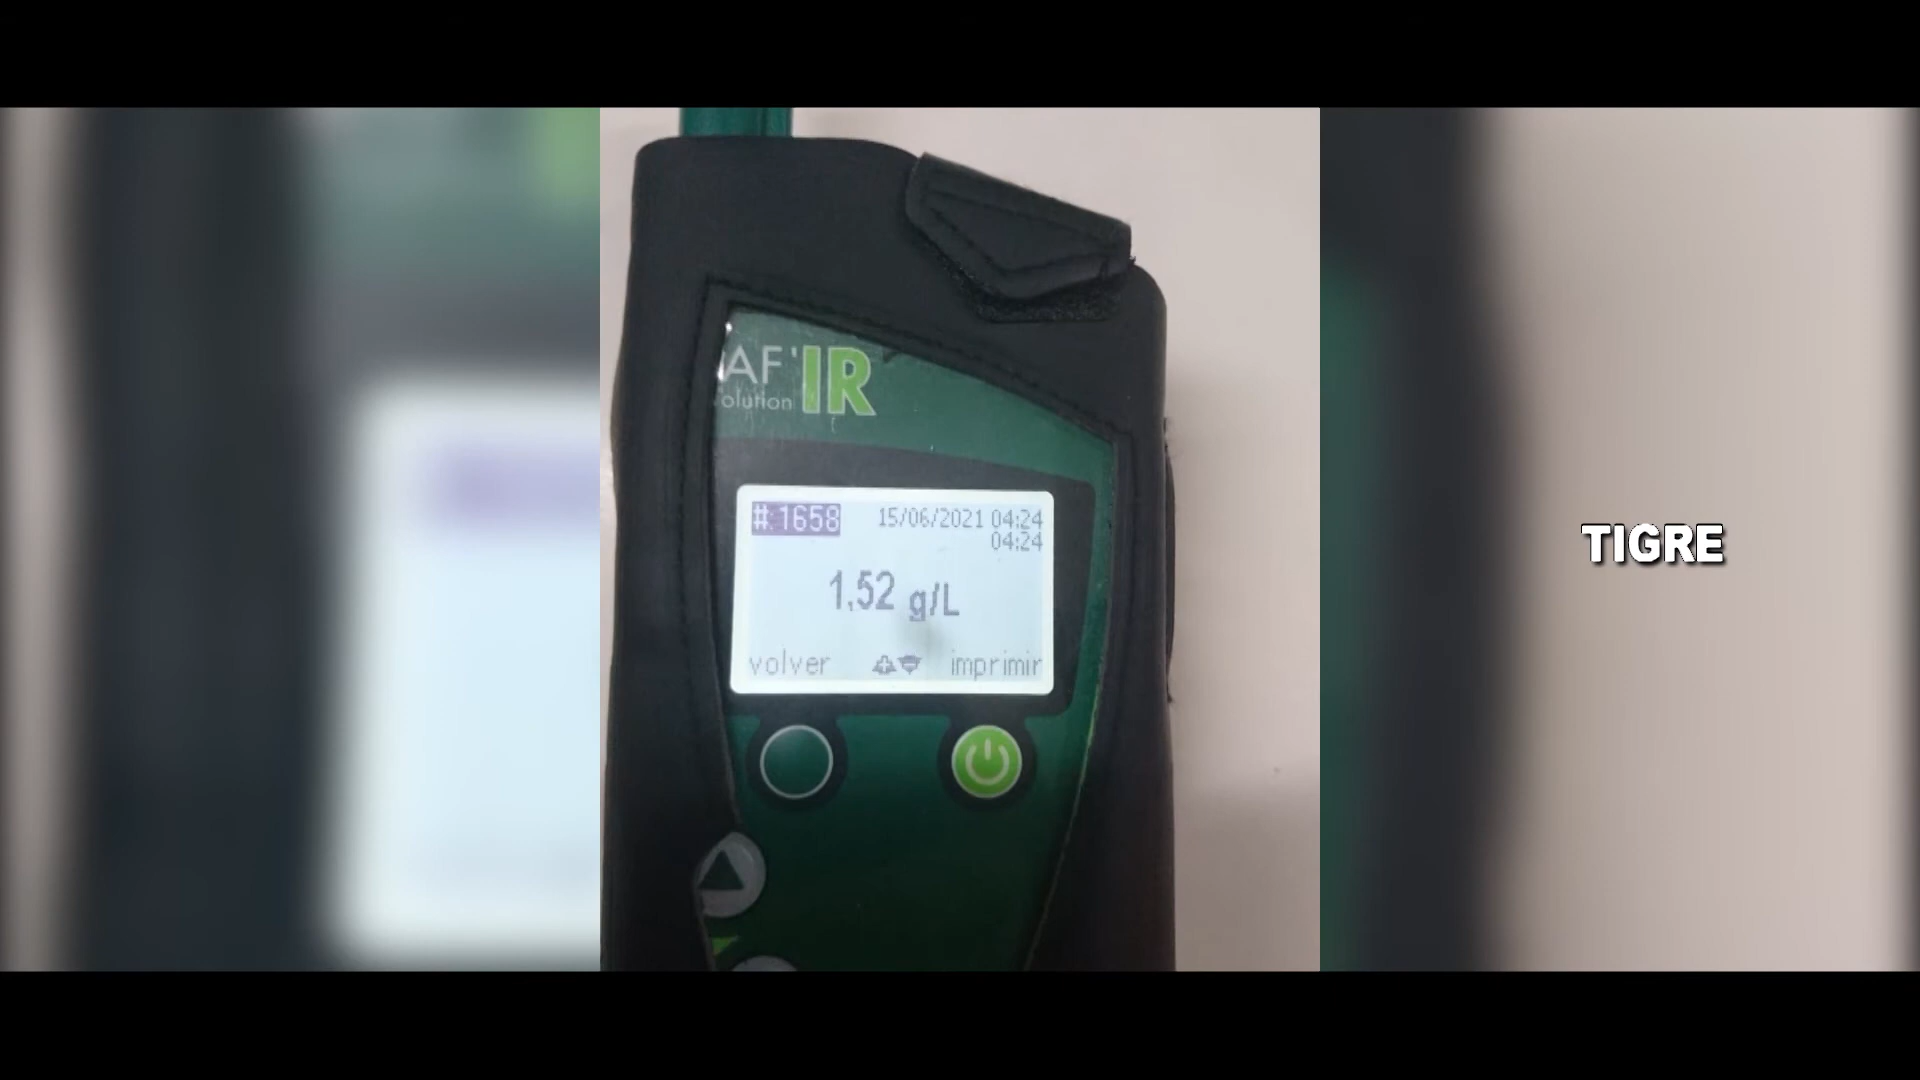 AF'IR
olution
#:1658 15/06/2021 04:24
04:24
1,52 g/L
volver imprimir
TIGRE